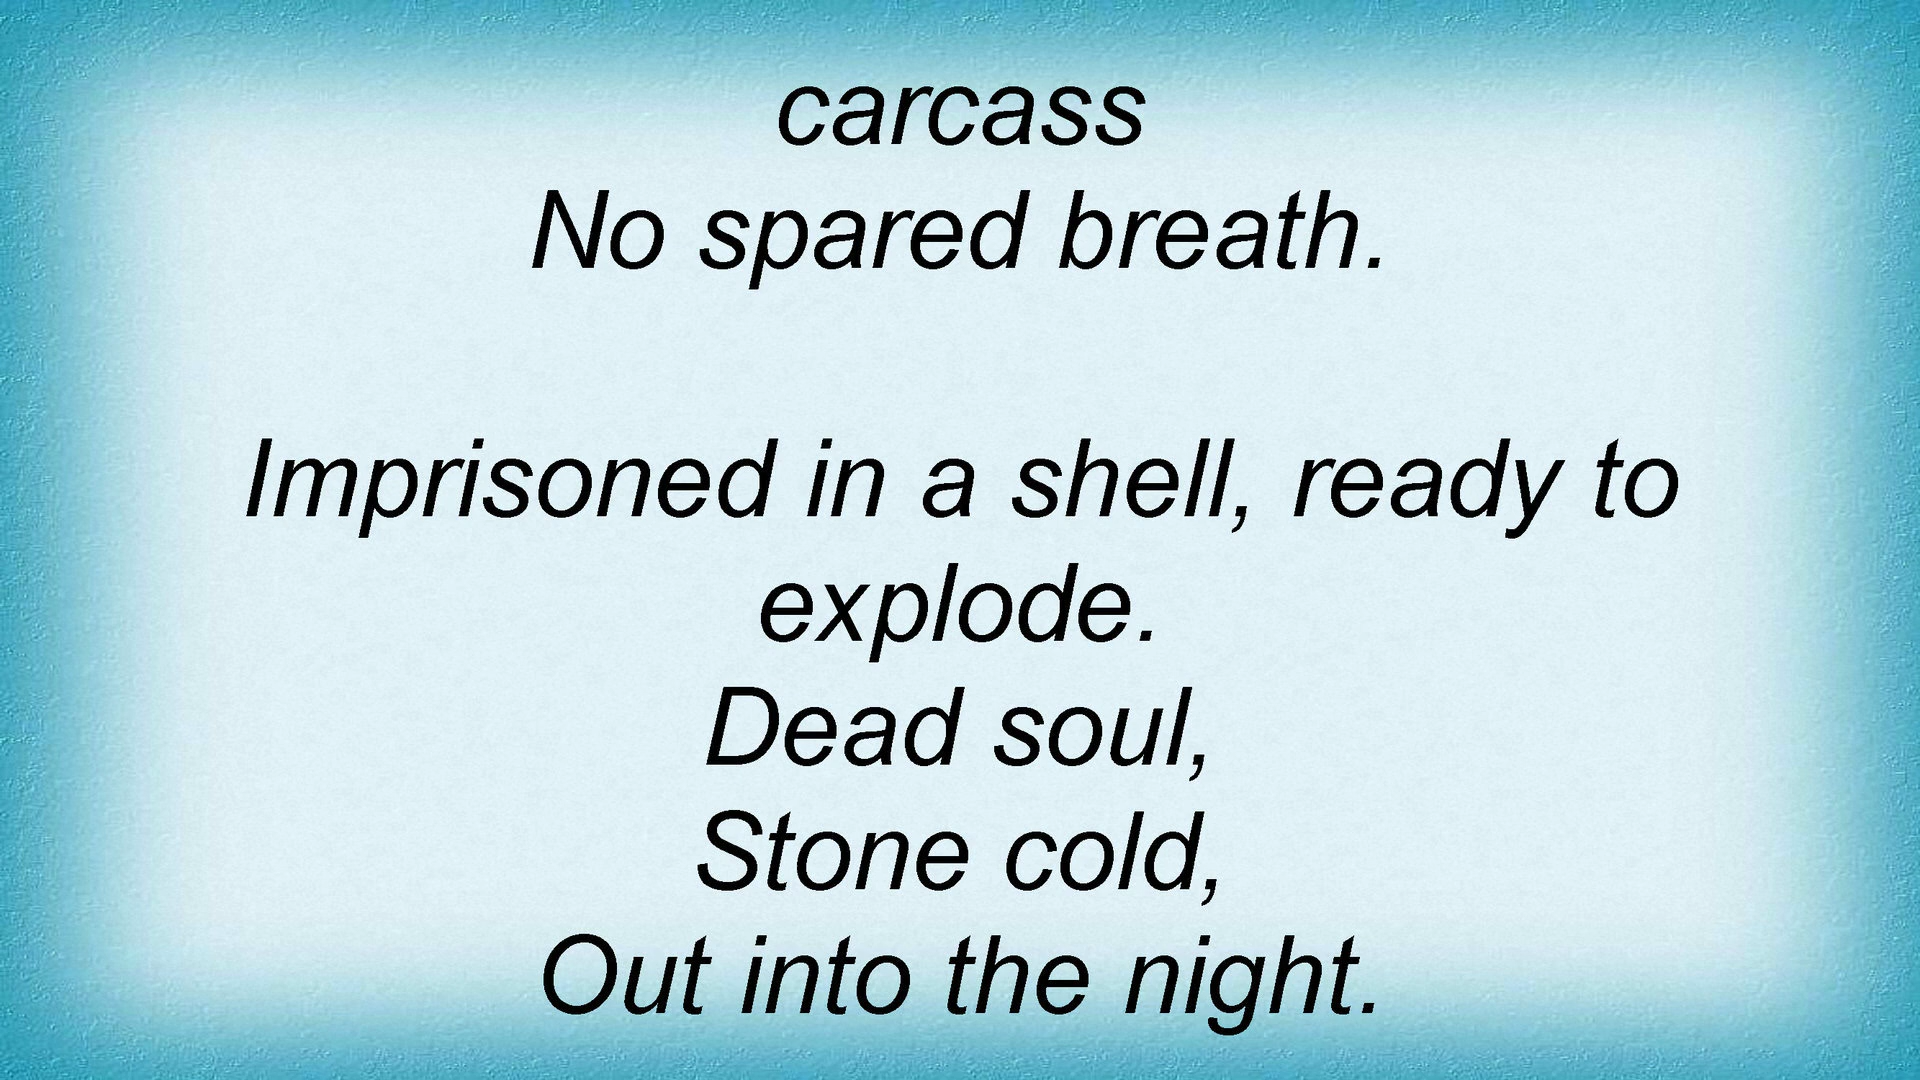 carcass
No spared breath.
Imprisoned in a shell, ready to
explode.
Dead soul,
Stone cold,
Out into the night.